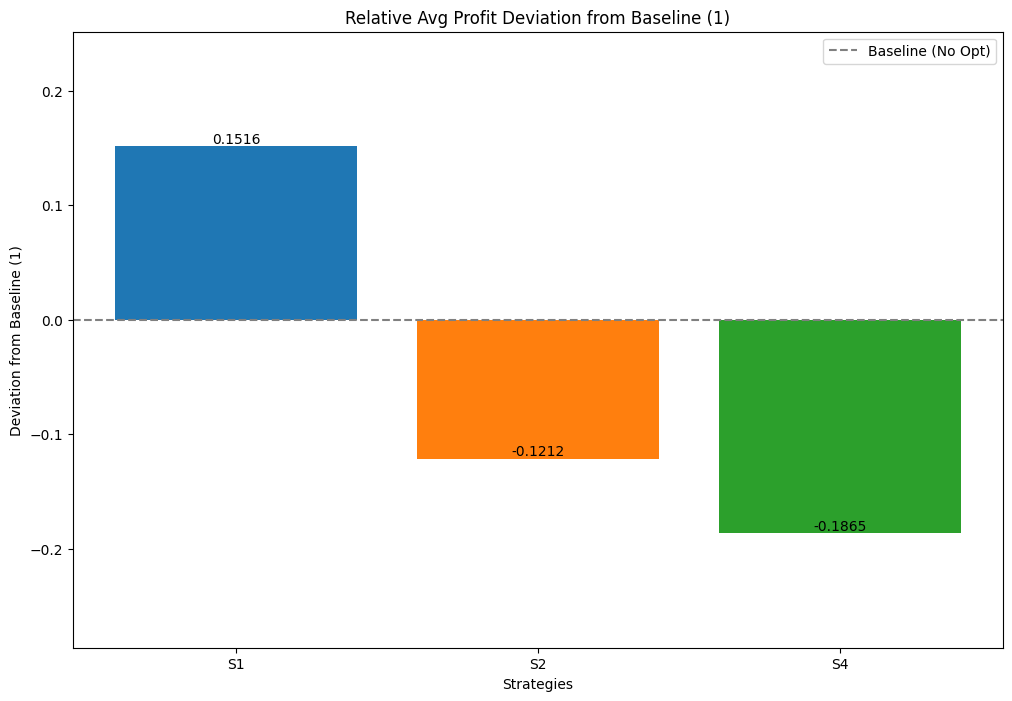 Relative Avg Profit Deviation from Baseline (1)
Baseline (No Opt)
0.2
0.1516
0.1
Deviation from Baseline (1)
0.0
−0.1
-0.1212
-0.1865
−0.2
S1
S2
S4
Strategies